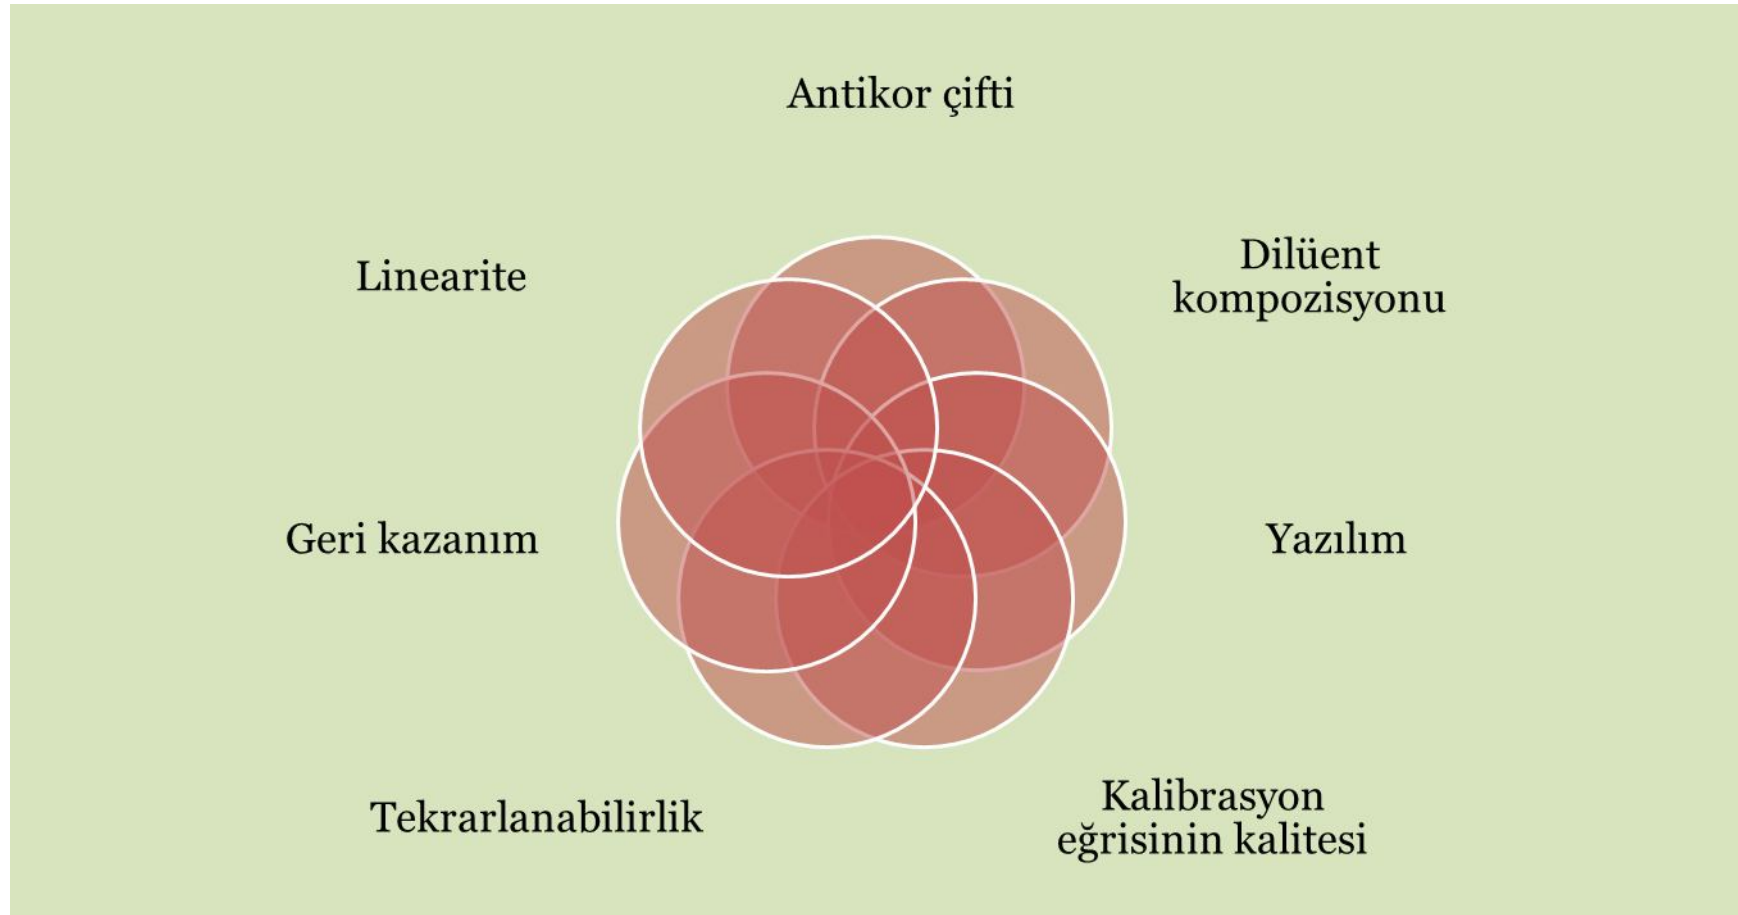 Antikor çifti
Dilüent
kompozisyonu
Yazılım
Kalibrasyon
eğrisinin kalitesi
Tekrarlanabilirlik
Geri kazanım
Linearite